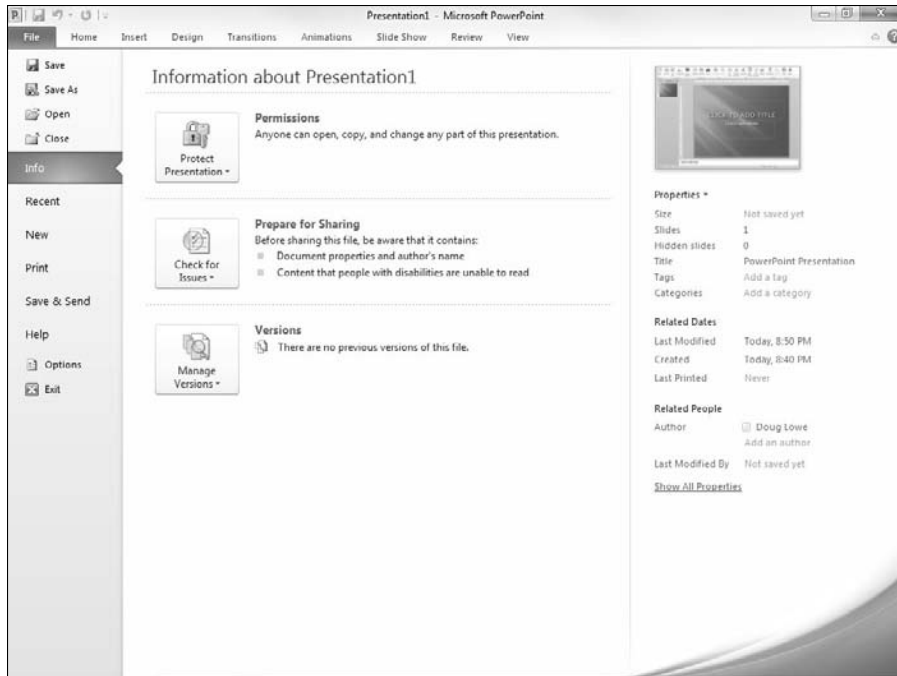 Presentation1 - Microsoft PowerPoint
File Home Insert Design Transitions Animations Slide Show Review View
Save
Save As
Open
Close
Info
Recent
New
Print
Save & Send
Help
Options
Exit
Information about Presentation1
Protect
Presentation
Permissions
Anyone can open, copy, and change any part of this presentation.
Check for
Issues
Prepare for Sharing
Before sharing this file, be aware that it contains:
Document properties and author's name
Content that people with disabilities are unable to read
Manage
Versions
Versions
There are no previous versions of this file.
CLICK TO ADD TITLE
Properties
Size Not saved yet
Slides 1
Hidden slides 0
Title PowerPoint Presentation
Tags Add a tag
Categories Add a category
Related Dates
Last Modified Today, 8:50 PM
Created Today, 8:40 PM
Last Printed Never
Related People
Author Doug Lowe
Add an author
Last Modified By Not saved yet
Show All Properties